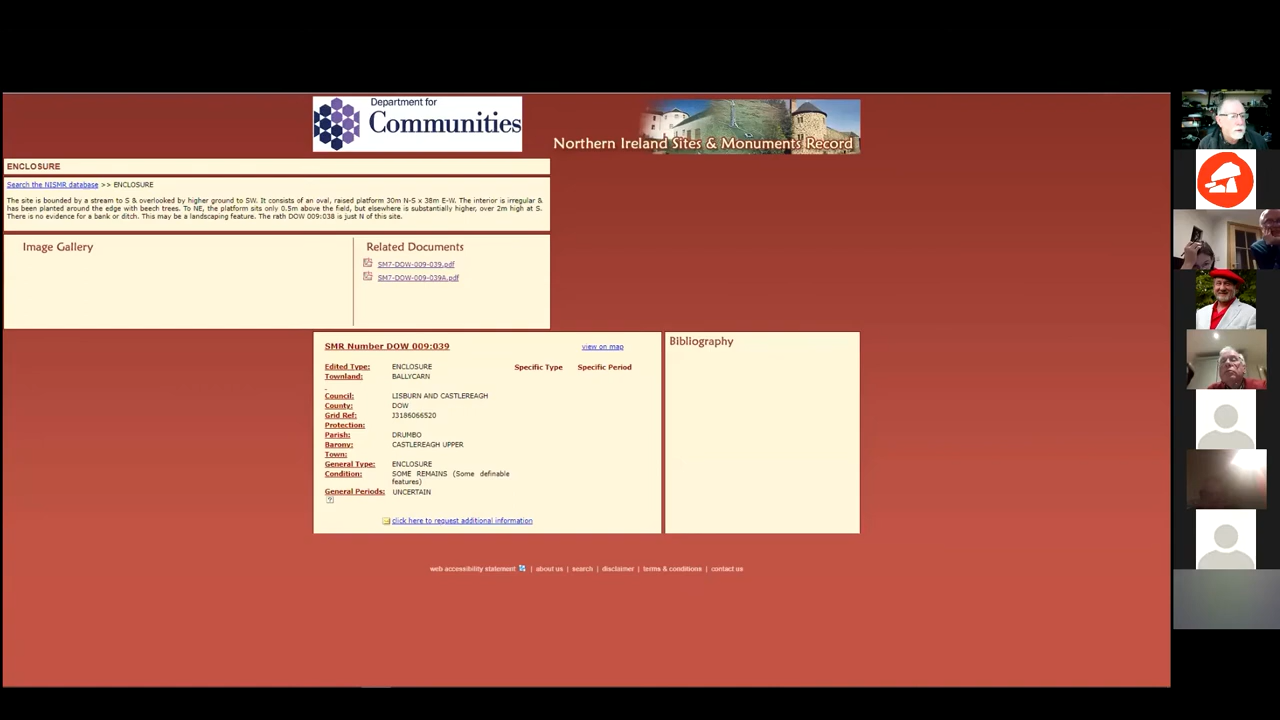 Department for
Communities
Northern Ireland Sites & Monuments Record
ENCLOSURE
Search the NISMR database >> ENCLOSURE
The site is bounded by a stream to S & overlooked by higher ground to SW. It consists of an oval, raised platform 30m N-S x 38m E-W. The interior is irregular &
has been planted around the edge with beech trees. To NE, the platform sits only 0.5m above the field, but elsewhere is substantially higher, over 2m high at S.
There is no evidence for a bank or ditch. This may be a landscaping feature. The rath DOW 009:038 is just N of this site.
Image Gallery
Related Documents
SM7-DOW-009-039.pdf
SM7-DOW-009-039A.pdf
SMR Number DOW 009:039
view on map
Edited Type: ENCLOSURE
Specific Type Specific Period
Townland: BALLYCARN
Council: LISBURN AND CASTLEREAGH
County: DOW
Grid Ref: J3186066520
Protection:
Parish: DRUMBO
Barony: CASTLEREAGH UPPER
Town:
General Type: ENCLOSURE
Condition: SOME REMAINS (Some definable
features)
General Periods: UNCERTAIN
?
click here to request additional information
Bibliography
web accessibility statement | about us | search | disclaimer | terms & conditions | contact us